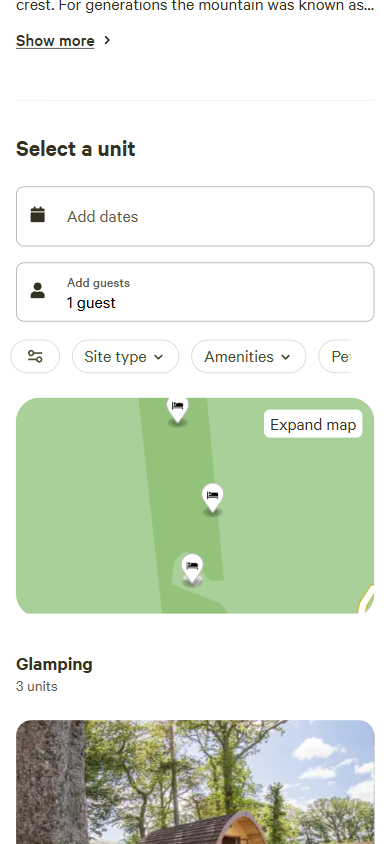 crest. For generations the mountain was known as...
Show more
Select a unit
Add dates
Add guests
1 guest
Site type
Amenities
Expand map
Glamping
3 units